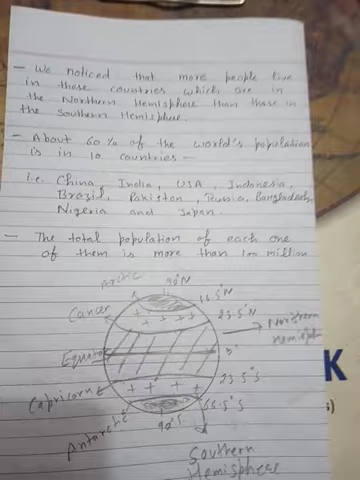 - We noticed that more people live
in those countries which are in
the Northern Hemisphere than those in
the Southern Hemisphere.
- About 60% of the world's population
is in 10 countries -
i.e. China, India, USA, Indonesia,
Brazil, Pakistan, Russia, Bangladesh,
Nigeria and Japan.
- The total population of each one
of them is more than 100 million
Arctic 90°N
66.5°N
Cancer 23.5°N
Northern
Equator 0°
Capricorn 23.5°S
66.5°S
Antarctic 90°S
Southern
Hemisphere
K